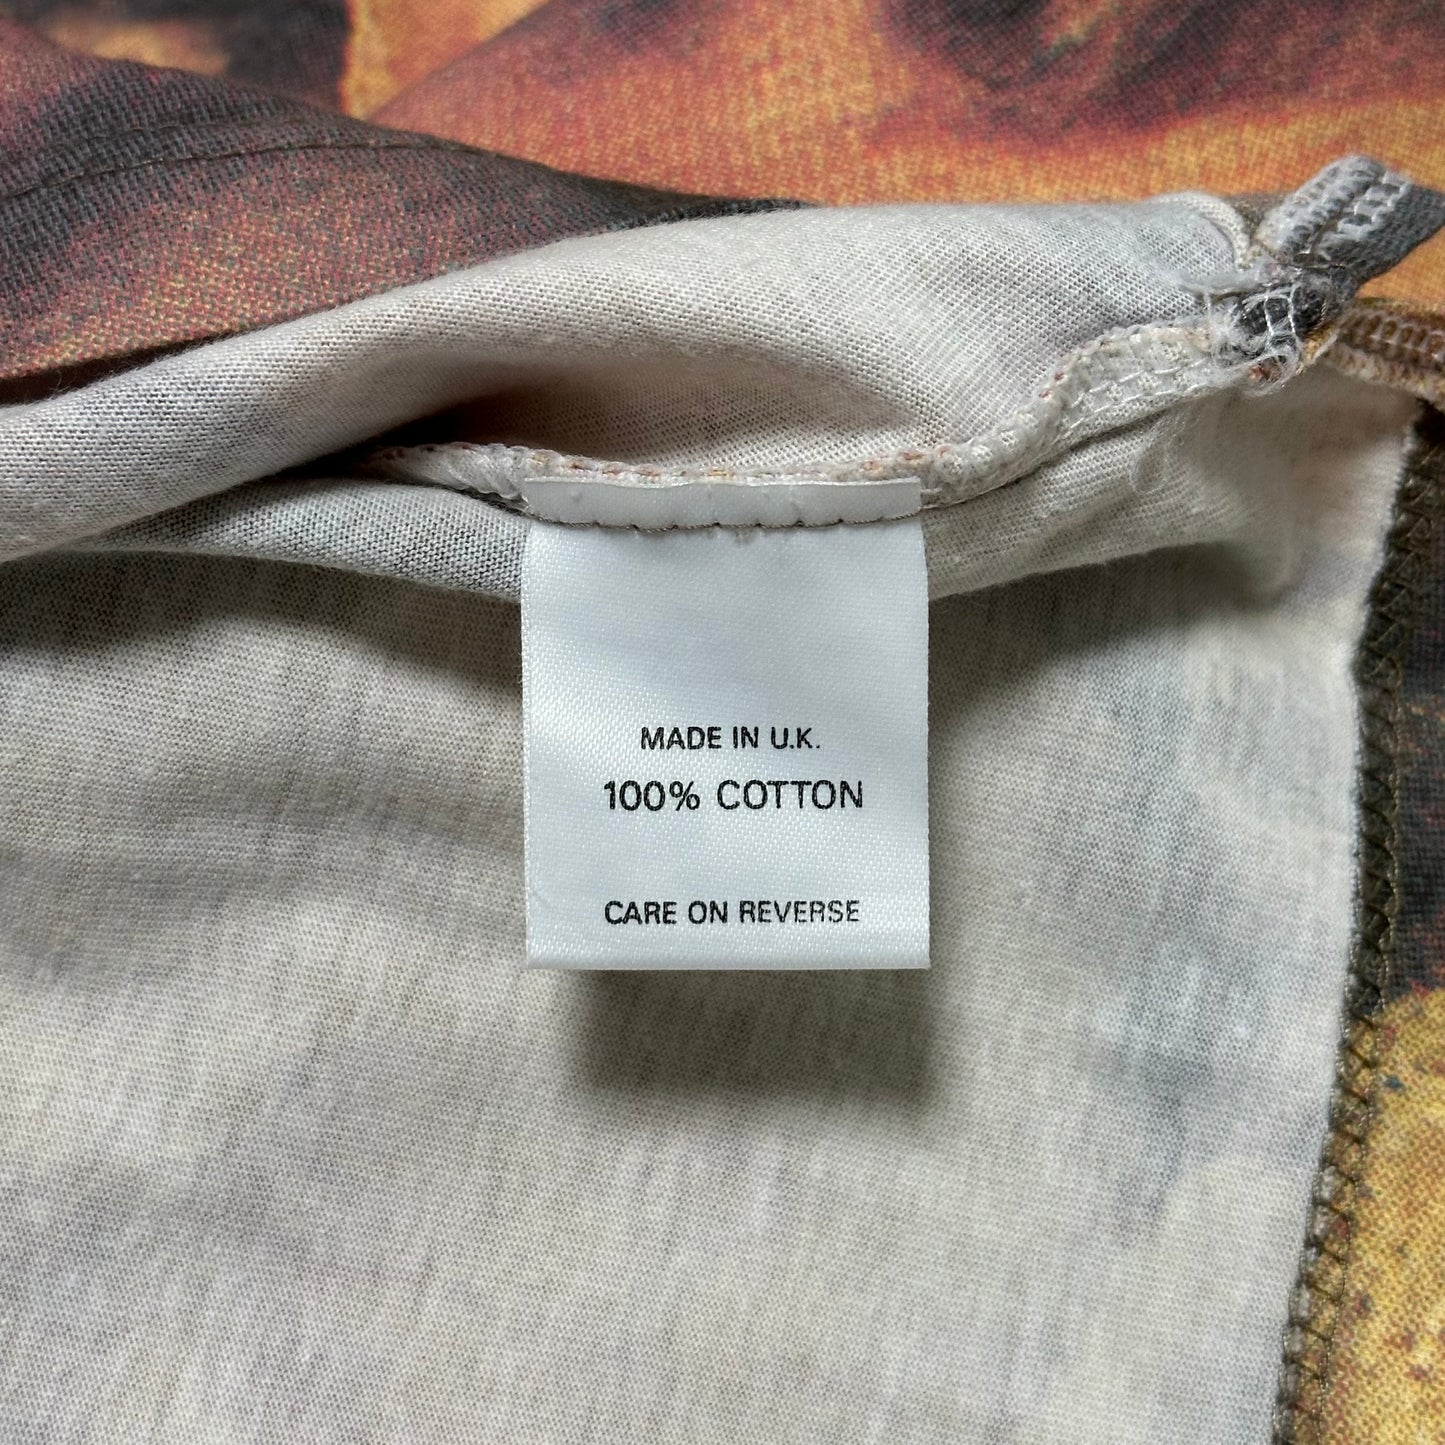 MADE IN U.K.
100% COTTON
CARE ON REVERSE